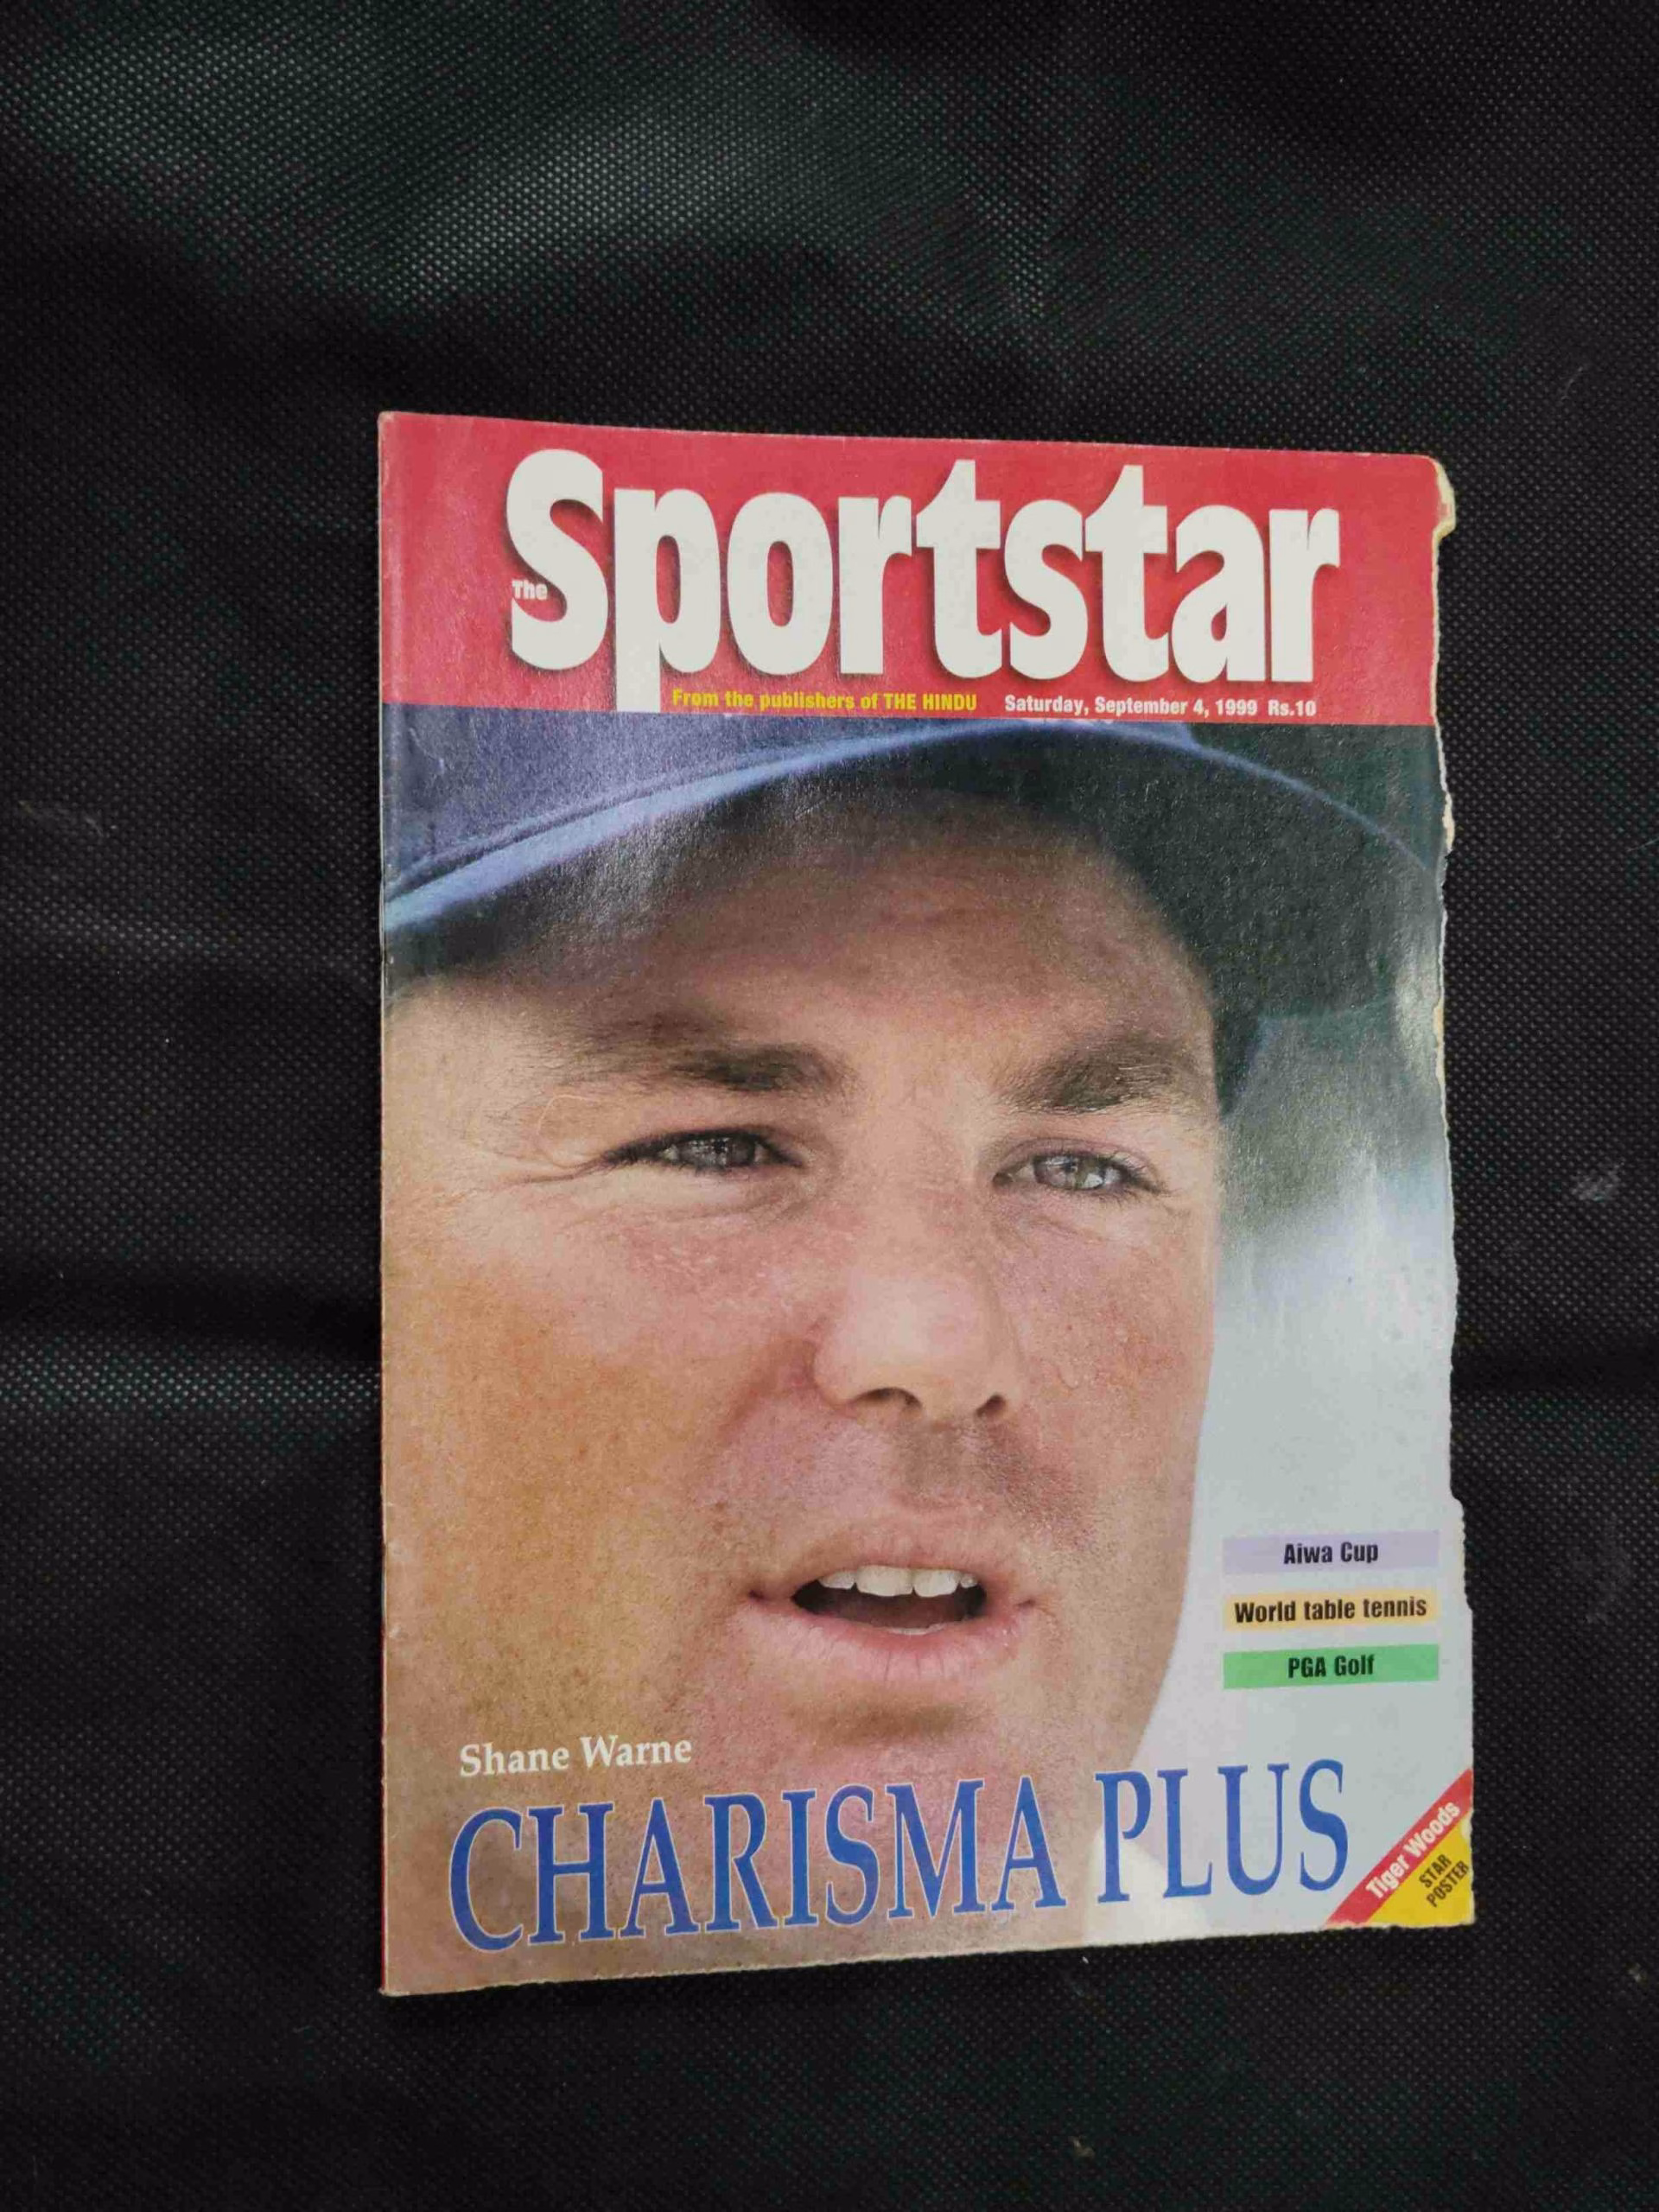 The Sportstar
From the publishers of THE HINDU Saturday, September 4, 1999 Rs.10
Aiwa Cup
World table tennis
PGA Golf
Shane Warne
CHARISMA PLUS
Tiger Woods
STAR
POSTER